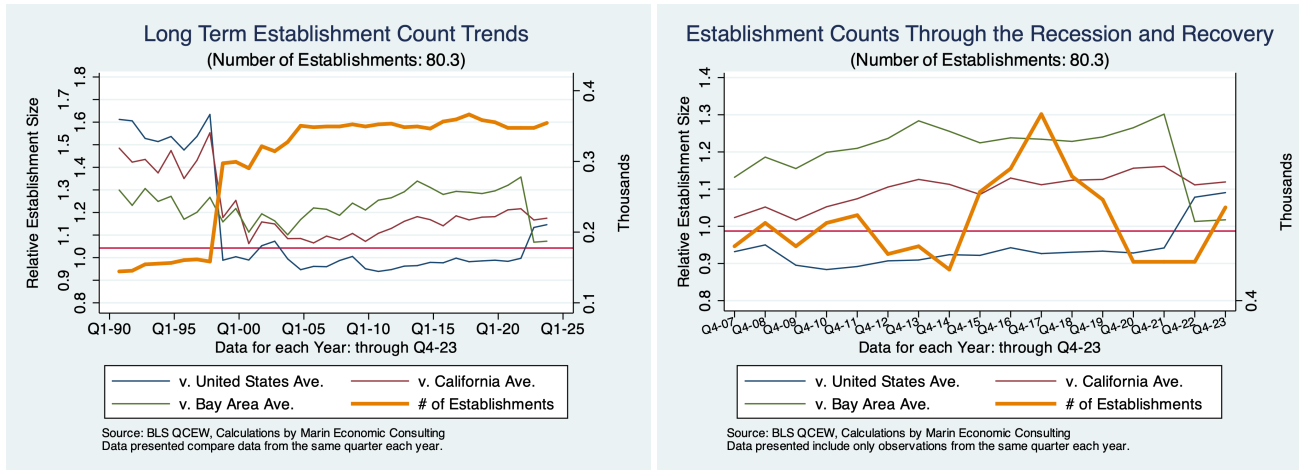 Long Term Establishment Count Trends
(Number of Establishments: 80.3)
Relative Establishment Size
1.8
1.7
1.6
1.5
1.4
1.3
1.2
1.1
1.0
0.9
0.8
0.4
0.3
0.2
0.1
Thousands
Q1-90 Q1-95 Q1-00 Q1-05 Q1-10 Q1-15 Q1-20 Q1-25
Data for each Year: through Q4-23
v. United States Ave. v. California Ave.
v. Bay Area Ave. # of Establishments
Source: BLS QCEW, Calculations by Marin Economic Consulting
Data presented compare data from the same quarter each year.
Establishment Counts Through the Recession and Recovery
(Number of Establishments: 80.3)
Relative Establishment Size
1.4
1.3
1.2
1.1
1.0
0.9
0.8
0.4
Thousands
Q4-07 Q4-08 Q4-09 Q4-10 Q4-11 Q4-12 Q4-13 Q4-14 Q4-15 Q4-16 Q4-17 Q4-18 Q4-19 Q4-20 Q4-21 Q4-22 Q4-23
Data for each Year: through Q4-23
v. United States Ave. v. California Ave.
v. Bay Area Ave. # of Establishments
Source: BLS QCEW, Calculations by Marin Economic Consulting
Data presented include only observations from the same quarter each year.